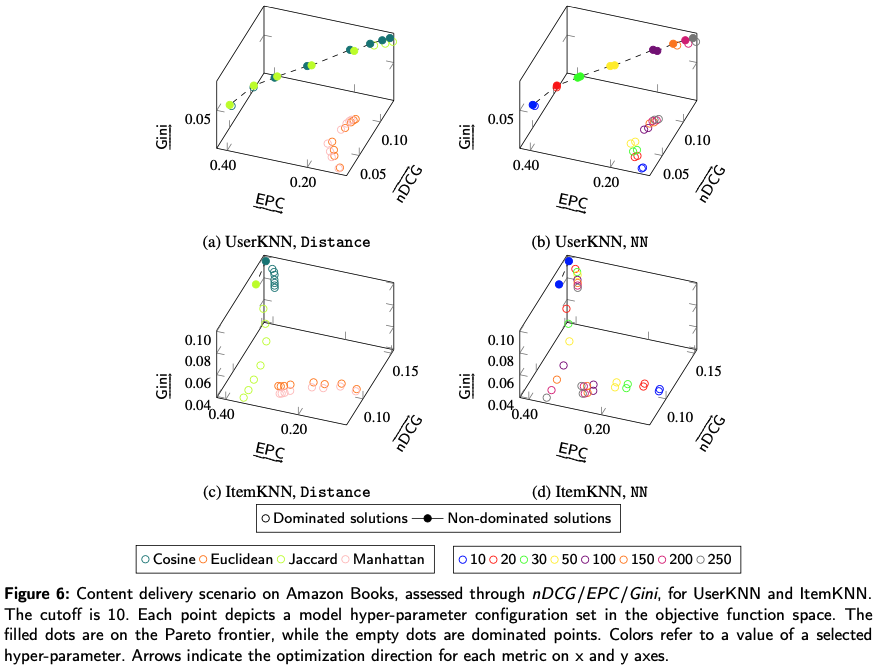 0.05
Gini
0.40
EPC
0.20
0.05
0.10
nDCG
(a) UserKNN, Distance
0.05
Gini
0.40
EPC
0.20
0.05
0.10
nDCG
(b) UserKNN, NN
0.10
0.08
0.06
0.04
Gini
0.40
EPC
0.20
0.10
0.15
nDCG
(c) ItemKNN, Distance
0.10
0.08
0.06
0.04
Gini
0.40
EPC
0.20
0.10
0.15
nDCG
(d) ItemKNN, NN
Dominated solutions Non-dominated solutions
Cosine Euclidean Jaccard Manhattan
10 20 30 50 100 150 200 250
Figure 6: Content delivery scenario on Amazon Books, assessed through nDCG/EPC/Gini, for UserKNN and ItemKNN.
The cutoff is 10. Each point depicts a model hyper-parameter configuration set in the objective function space. The
filled dots are on the Pareto frontier, while the empty dots are dominated points. Colors refer to a value of a selected
hyper-parameter. Arrows indicate the optimization direction for each metric on x and y axes.